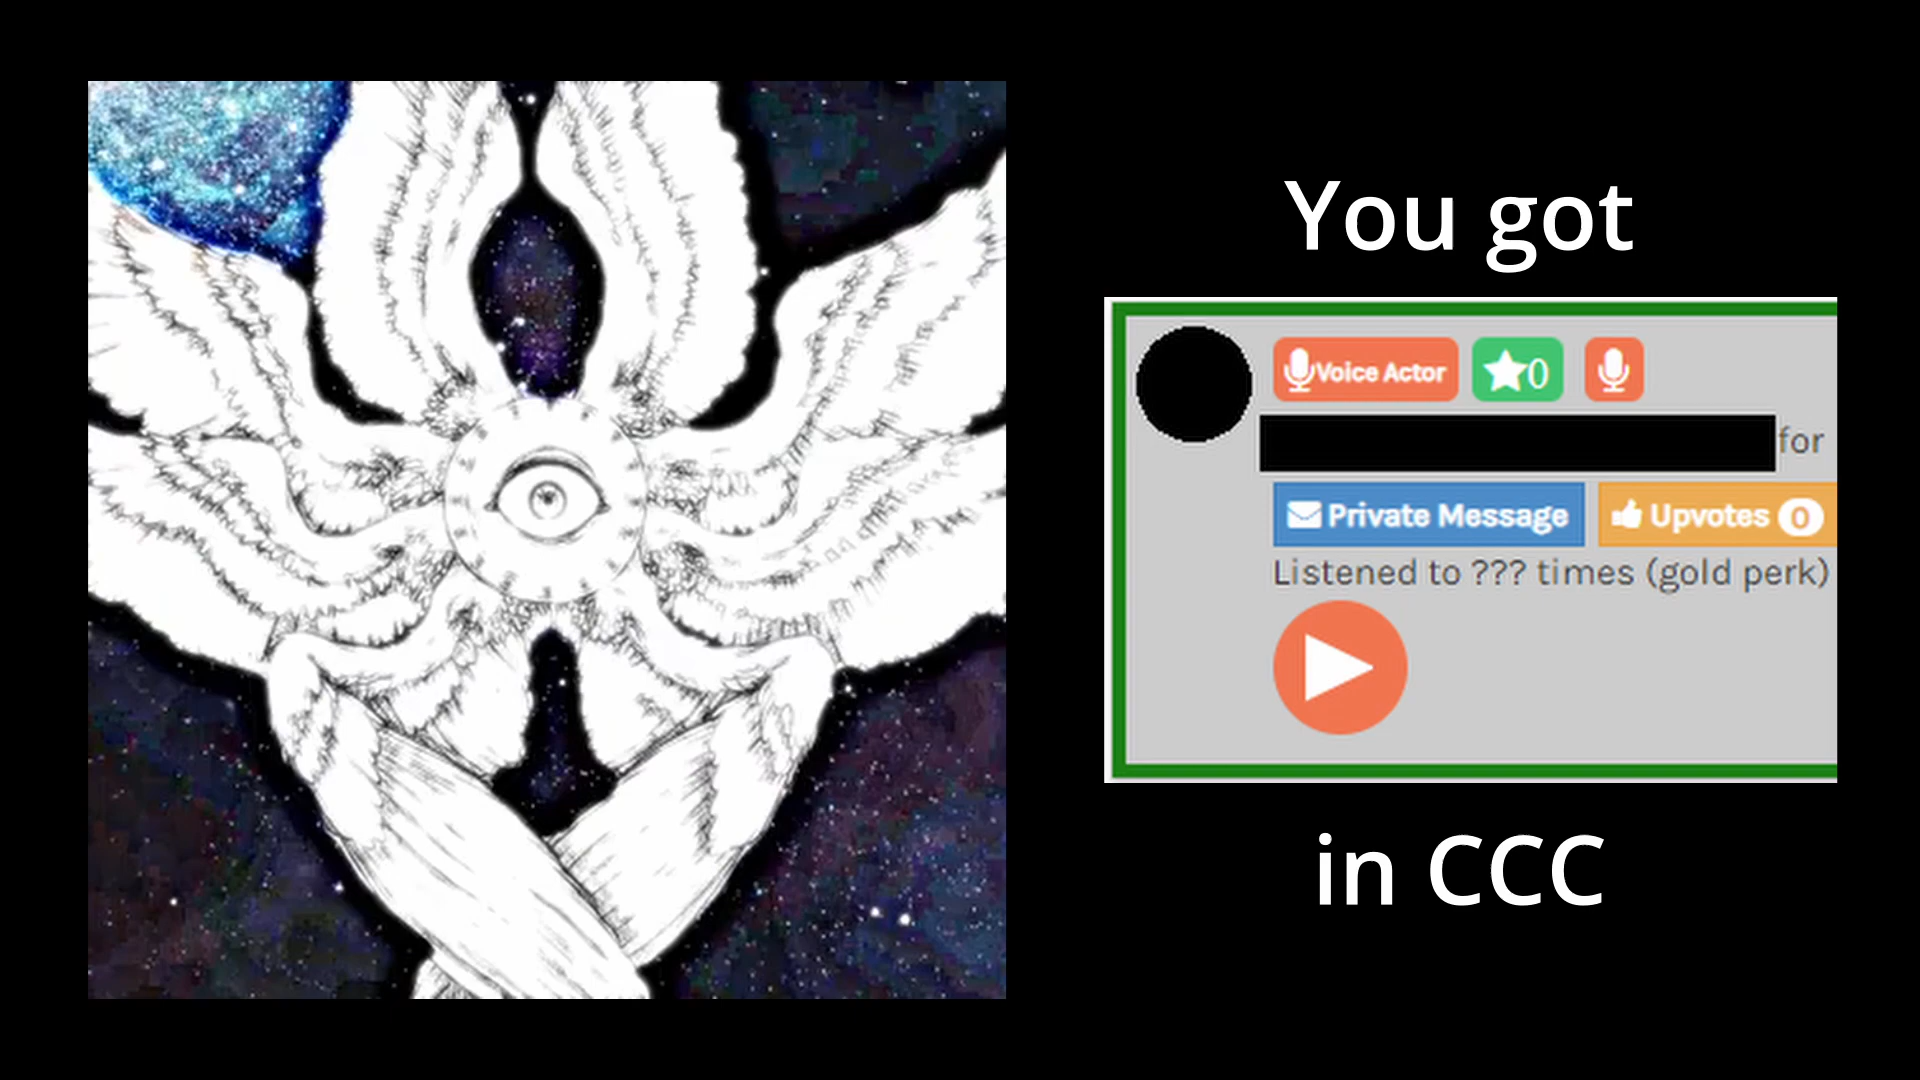 You got
Voice Actor 0
for
Private Message Upvotes 0
Listened to ??? times (gold perk)
in CCC